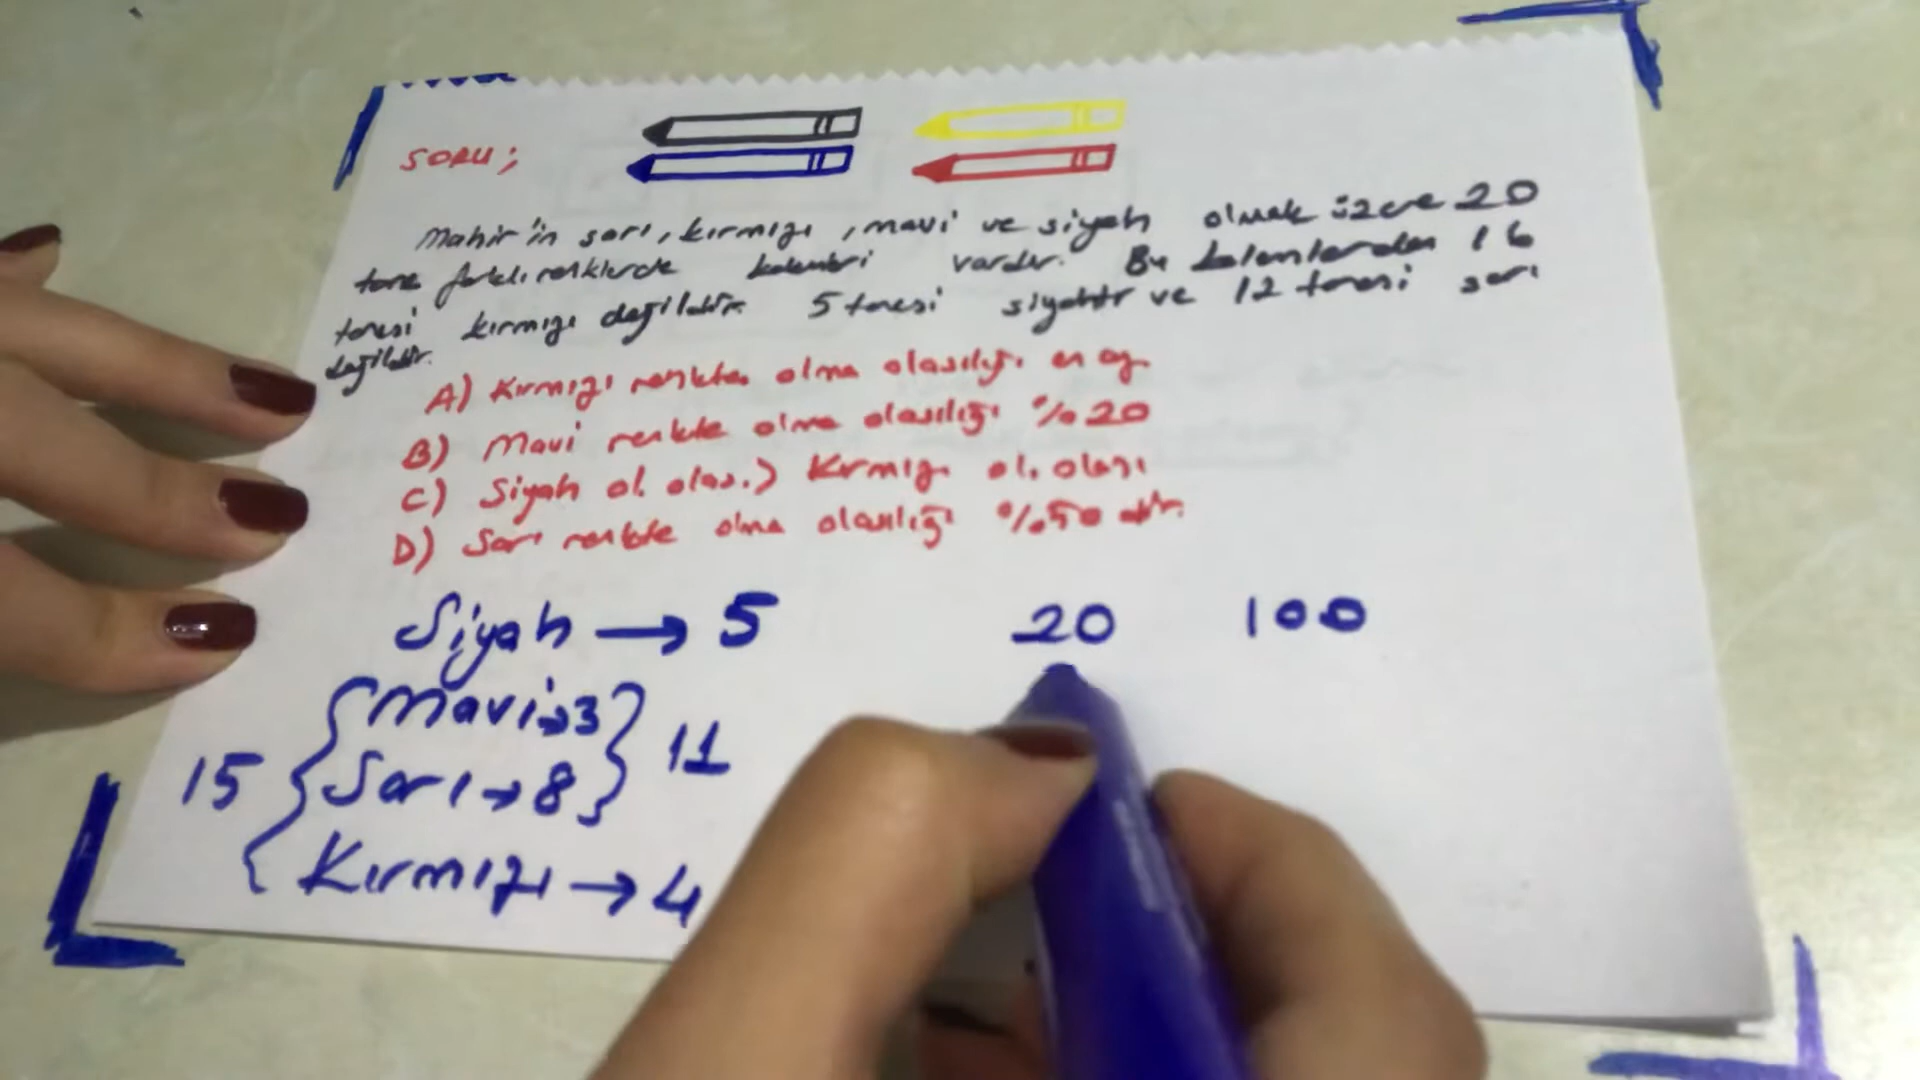 SORU;
Mahir'in sarı, kırmızı, mavi ve siyah olmak üzere 20
tane farklı renklerde kalemleri vardır. Bu kalemlerden 16
tanesi kırmızı değildir. 5 tanesi siyahtır ve 12 tanesi sarı
değildir.
A) Kırmızı renkte olma olasılığı en az.
B) Mavi renkte olma olasılığı %20
C) Siyah ol. olas.> Kırmızı ol. olası
D) Sarı renkte olma olasılığı %50 dir.
Siyah → 5
20 100
Mavi→3
15 Sarı→8 11
Kırmızı → 4